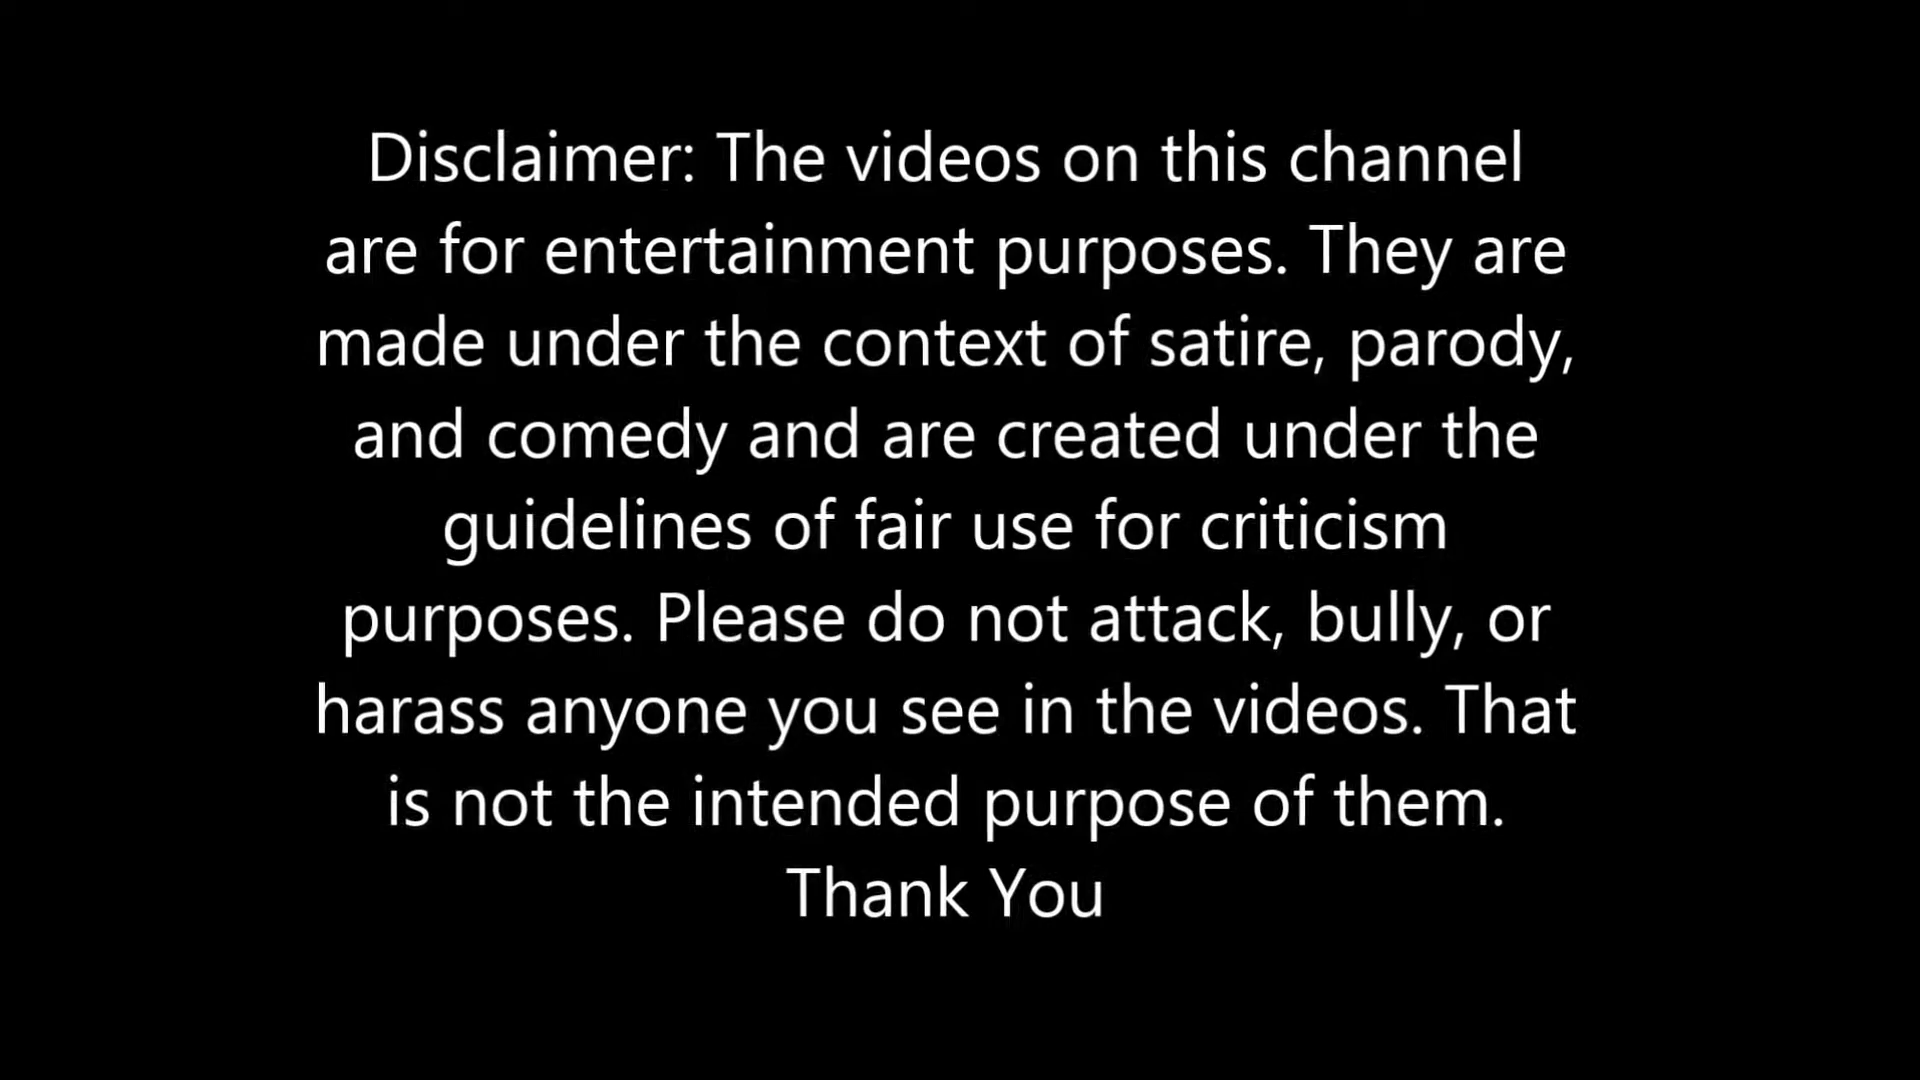 Disclaimer: The videos on this channel
are for entertainment purposes. They are
made under the context of satire, parody,
and comedy and are created under the
guidelines of fair use for criticism
purposes. Please do not attack, bully, or
harass anyone you see in the videos. That
is not the intended purpose of them.
Thank You